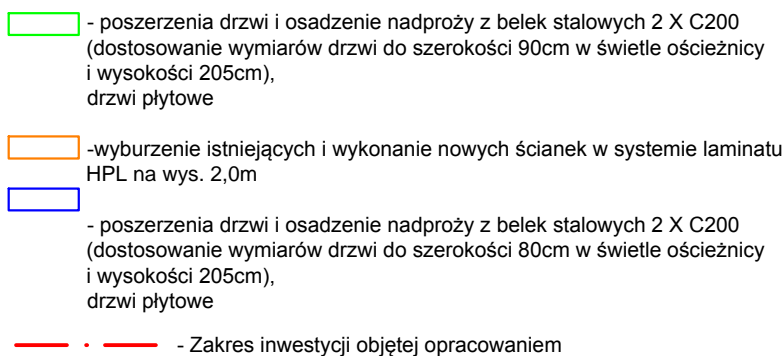 - poszerzenia drzwi i osadzenie nadproży z belek stalowych 2 X C200
(dostosowanie wymiarów drzwi do szerokości 90cm w świetle ościeżnicy
i wysokości 205cm),
drzwi płytowe
-wyburzenie istniejących i wykonanie nowych ścianek w systemie laminatu
HPL na wys. 2,0m
- poszerzenia drzwi i osadzenie nadproży z belek stalowych 2 X C200
(dostosowanie wymiarów drzwi do szerokości 80cm w świetle ościeżnicy
i wysokości 205cm),
drzwi płytowe
- Zakres inwestycji objętej opracowaniem